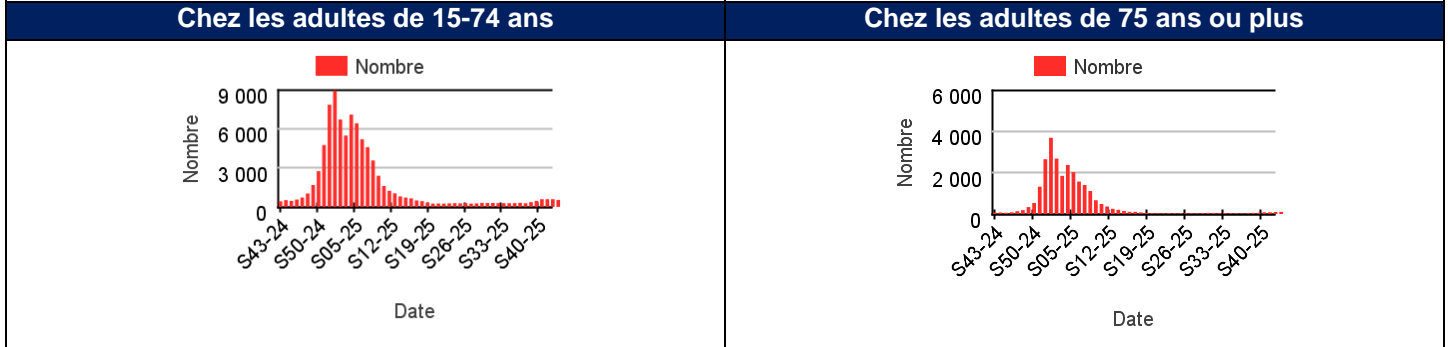 Chez les adultes de 15-74 ans
Nombre
9 000
6 000
3 000
0
Nombre
S43-24
S50-24
S05-25
S12-25
S19-25
S26-25
S33-25
S40-25
Date
Chez les adultes de 75 ans ou plus
Nombre
6 000
4 000
2 000
0
Nombre
S43-24
S50-24
S05-25
S12-25
S19-25
S26-25
S33-25
S40-25
Date